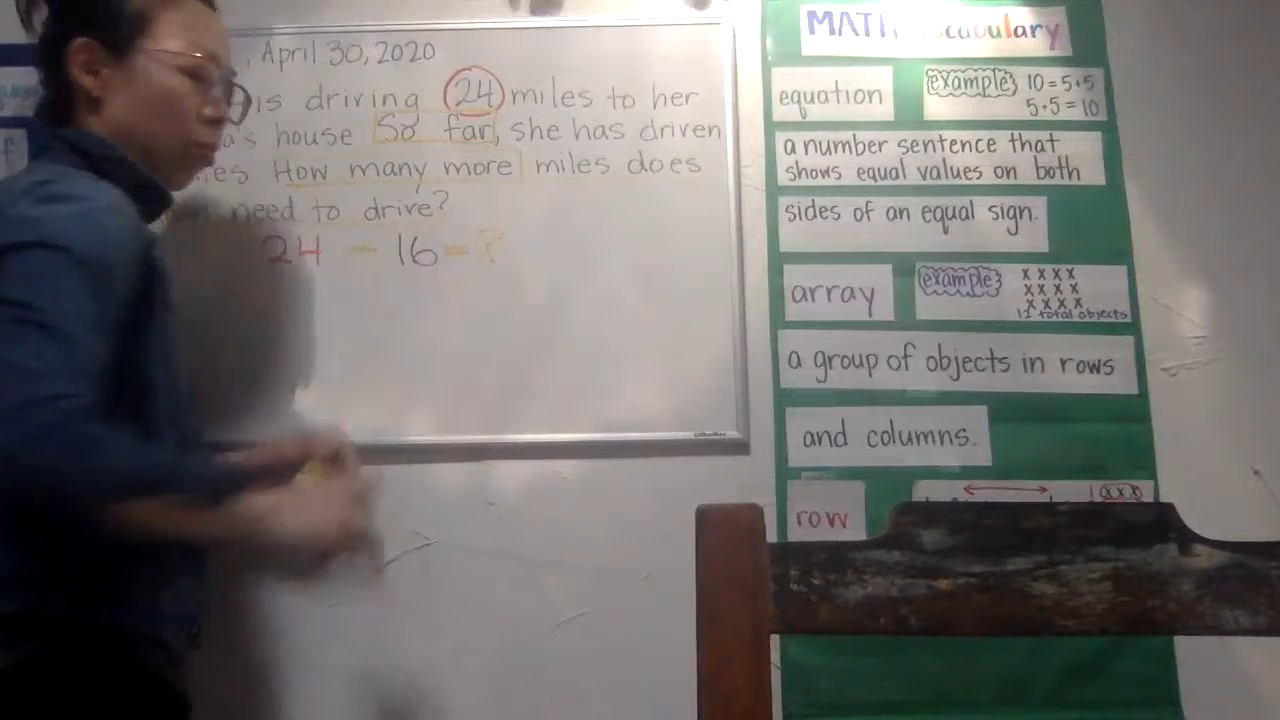 , April 30, 2020
is driving 24 miles to her
a's house So far, she has driven
How many more miles does
need to drive?
24 - 16 = ?
MATH vocabulary
equation
example 10 = 5+5
5+5 = 10
a number sentence that
shows equal values on both
sides of an equal sign.
array
example x x x x
x x x x
x x x x
12 total objects
a group of objects in rows
and columns.
row
xxx